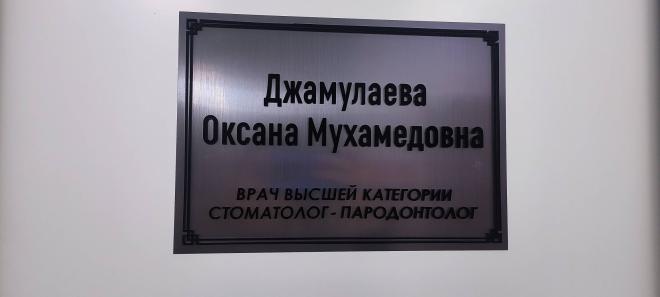 Джамулаева
Оксана Мухамедовна
ВРАЧ ВЫСШЕЙ КАТЕГОРИИ
СТОМАТОЛОГ - ПАРОДОНТОЛОГ